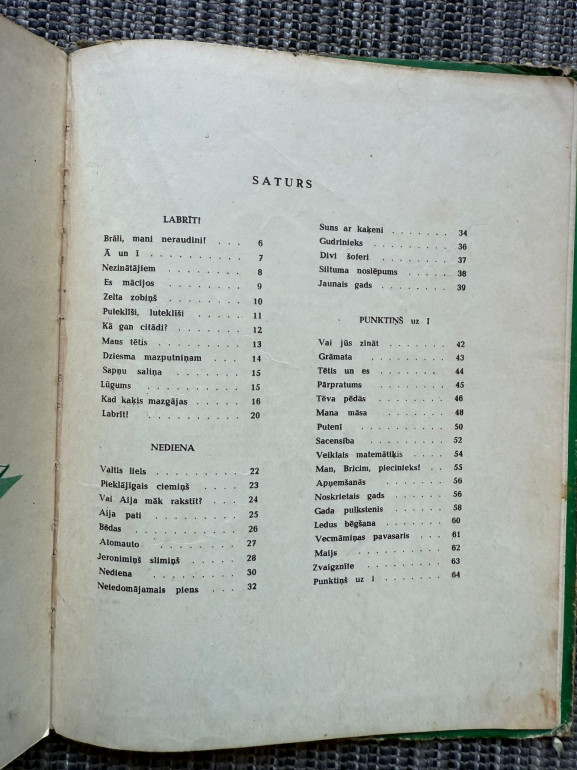 SATURS
LABRĪT!
Brāli, mani neraudini! . . . 6
Ā un Ī . . . . . . . . 7
Nezinātājiem . . . . . . . 8
Es mācījos . . . . . . . 9
Zelta zobiņš . . . . . . . 10
Putekliši, lutekliši . . . . . 11
Kā gan citādi? . . . . . . 12
Mans tētis . . . . . . . 13
Dziesma mazputniņam . . . . 14
Sapņu saliņa . . . . . . . 15
Lūgums . . . . . . . . 15
Kad kaķis mazgājas . . . . . 16
Labrīt! . . . . . . . . 20
NEDIENA
Valtis liels . . . . . . . 22
Pieklājīgais ciemiņš . . . . . 23
Vai Aija māk rakstīt? . . . . 24
Aija pati . . . . . . . . 25
Bēdas . . . . . . . . 26
Atomauto . . . . . . . 27
Jeronimiņš slimiņš . . . . . 28
Nediena . . . . . . . 30
Neiedomājamais piens . . . . 32
Suns ar kaķeni . . . . . . 34
Gudrinieks . . . . . . . 36
Divi šoferi . . . . . . . 37
Siltuma noslēpums . . . . . 38
Jaunais gads . . . . . . . 39
PUNKTIŅŠ uz I
Vai jūs zināt . . . . . . 42
Grāmata . . . . . . . . 43
Tētis un es . . . . . . . 44
Pārpratums . . . . . . . 45
Tēva pēdās . . . . . . . 46
Mana māsa . . . . . . . 48
Putenī . . . . . . . . 50
Sacensība . . . . . . . 52
Veiklais matemātiķis . . . . . 54
Man, Bricim, piecinieks! . . . 55
Apņemšanās . . . . . . . 56
Noskrietais gads . . . . . . 56
Gada pulkstenis . . . . . . 58
Ledus bēgšana . . . . . . 60
Vecmāmiņas pavasaris . . . . 61
Maijs . . . . . . . . 62
Zvaigznīte . . . . . . . 63
Punktiņš uz i . . . . . . 64